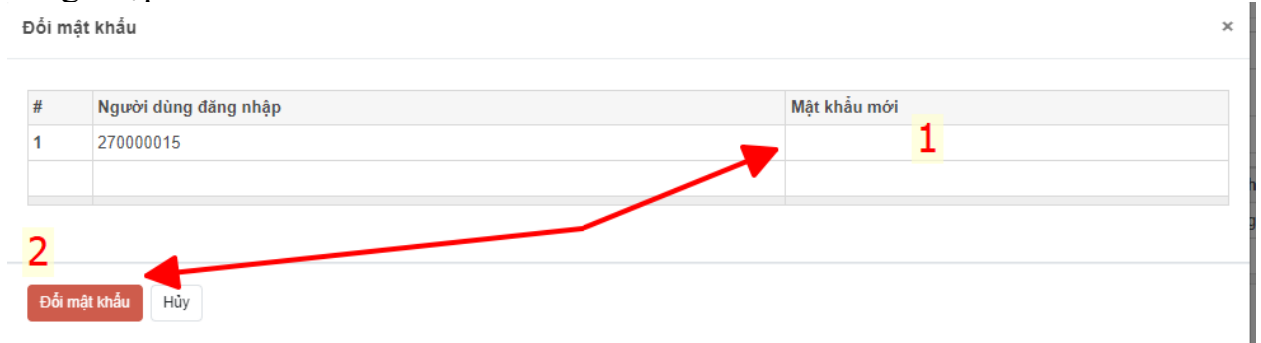 Đổi mật khẩu ×
# Người dùng đăng nhập Mật khẩu mới
1 270000015 1
2
Đổi mật khẩu Hủy